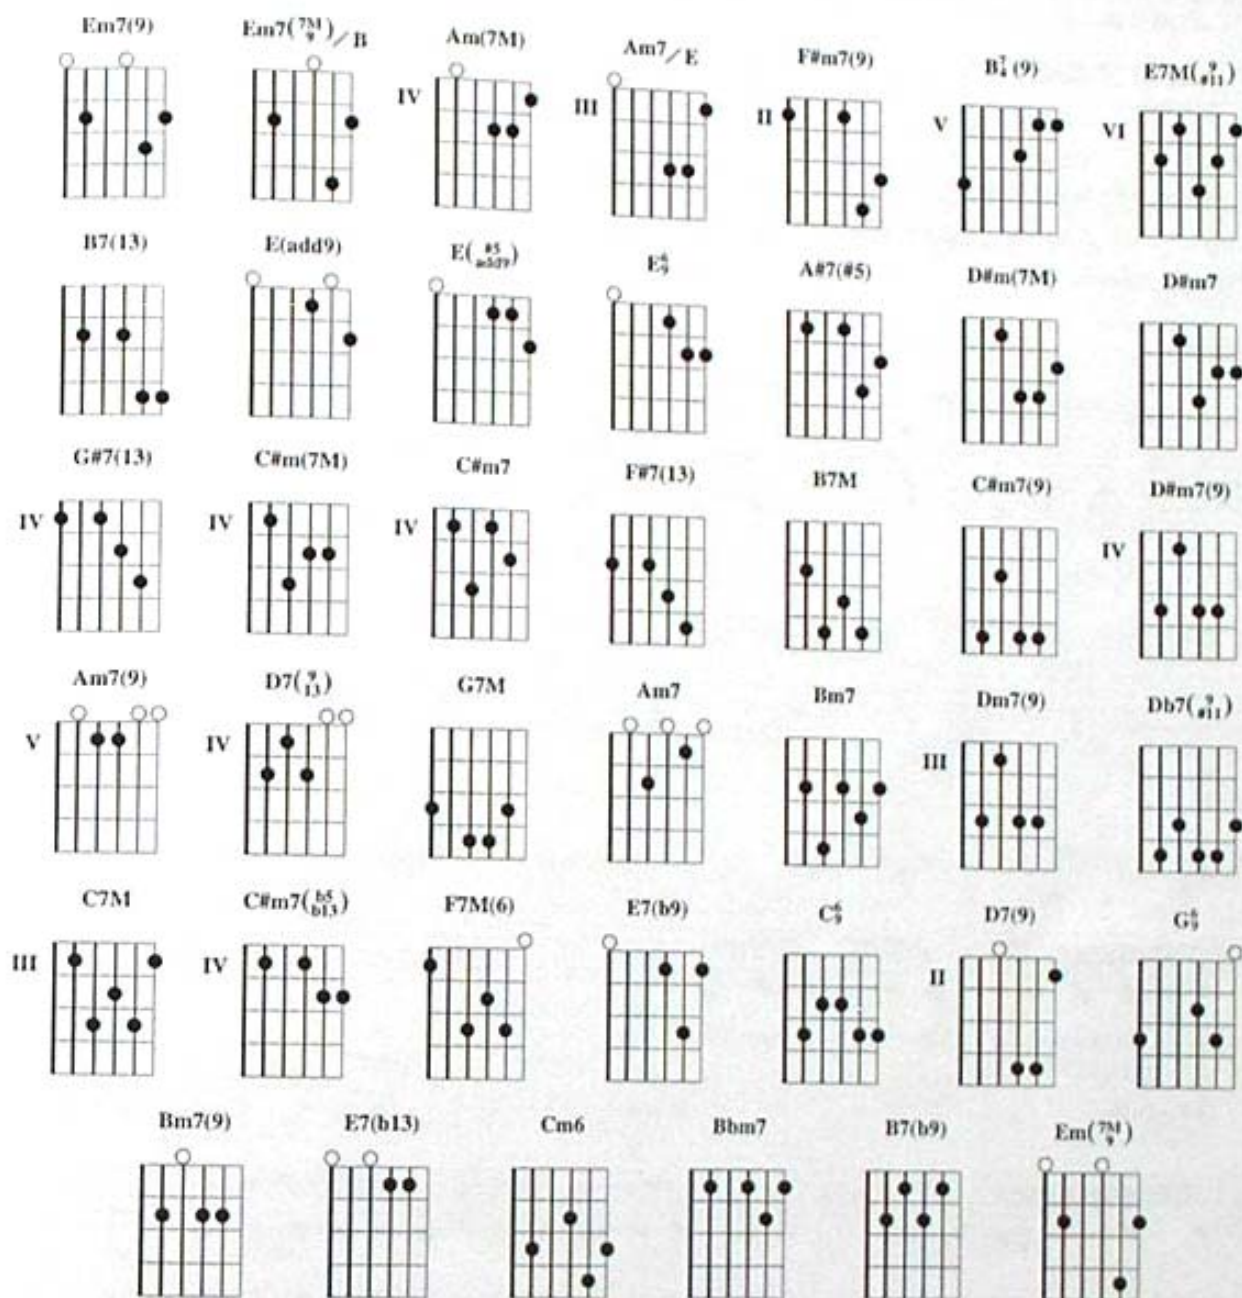 Em7(9) Em7(7M 9)/B Am(7M) Am7/E F#m7(9) B7 4(9) E7M(9 #11)
IV III II V VI
B7(13) E(add9) E(#5 add9) E6 9 A#7(#5) D#m(7M) D#m7
G#7(13) C#m(7M) C#m7 F#7(13) B7M C#m7(9) D#m7(9)
IV IV IV IV
Am7(9) D7(9 13) G7M Am7 Bm7 Dm7(9) Db7(9 #11)
V IV III
C7M C#m7(b5 b13) F7M(6) E7(b9) C6 9 D7(9) G6 9
III IV II
Bm7(9) E7(b13) Cm6 Bbm7 B7(b9) Em(7M 9)